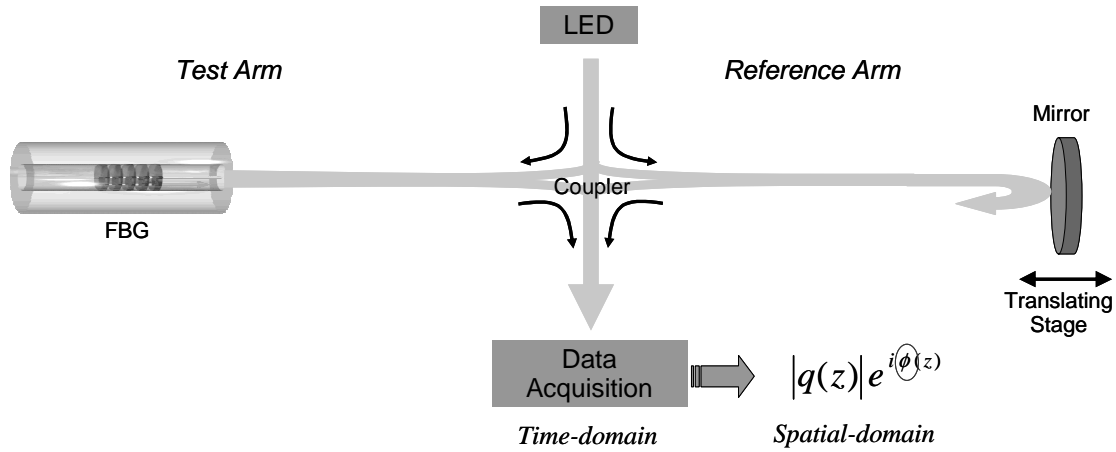 LED
Test Arm
Reference Arm
Mirror
Coupler
FBG
Translating
Stage
Data
Acquisition
|q(z)| e^{iϕ(z)}
Time-domain
Spatial-domain